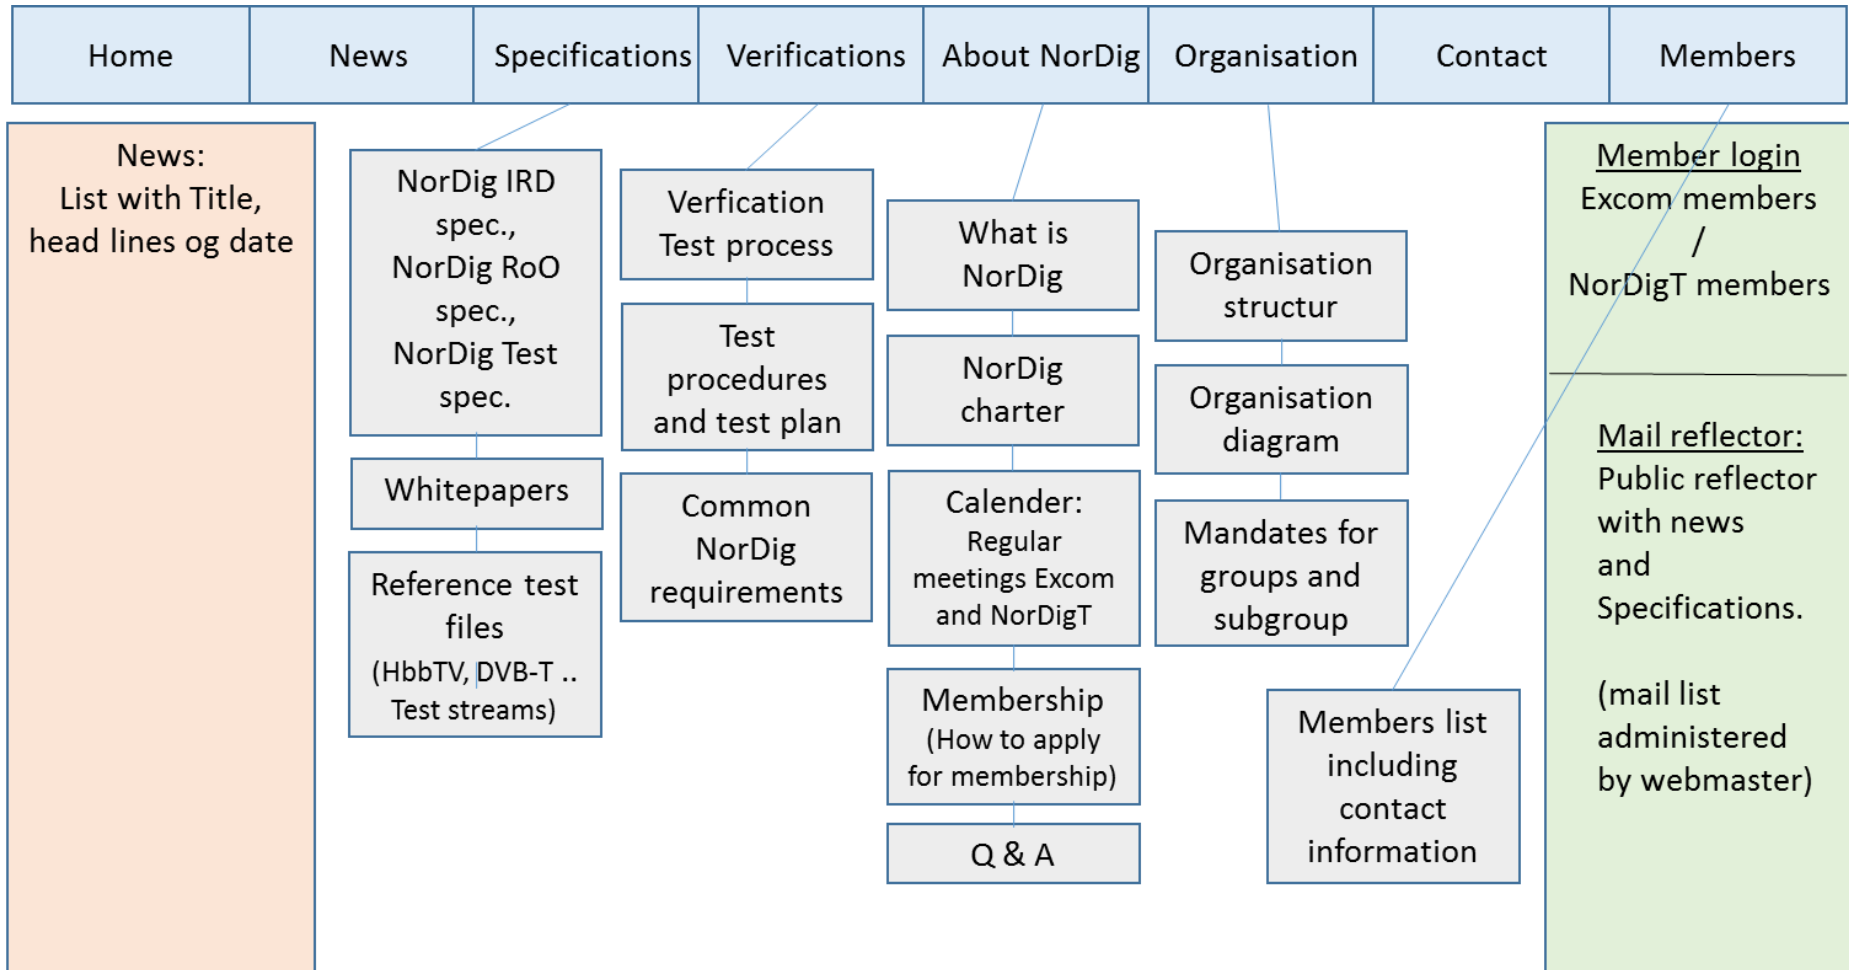 Home
News
Specifications
Verifications
About NorDig
Organisation
Contact
Members
News:
List with Title,
head lines og date
NorDig IRD
spec.,
NorDig RoO
spec.,
NorDig Test
spec.
Whitepapers
Reference test
files
(HbbTV, DVB-T ..
Test streams)
Verfication
Test process
Test
procedures
and test plan
Common
NorDig
requirements
What is
NorDig
NorDig
charter
Calender:
Regular
meetings Excom
and NorDigT
Membership
(How to apply
for membership)
Q & A
Organisation
structur
Organisation
diagram
Mandates for
groups and
subgroup
Members list
including
contact
information
Member login
Excom members
/
NorDigT members
Mail reflector:
Public reflector
with news
and
Specifications.
(mail list
administered
by webmaster)